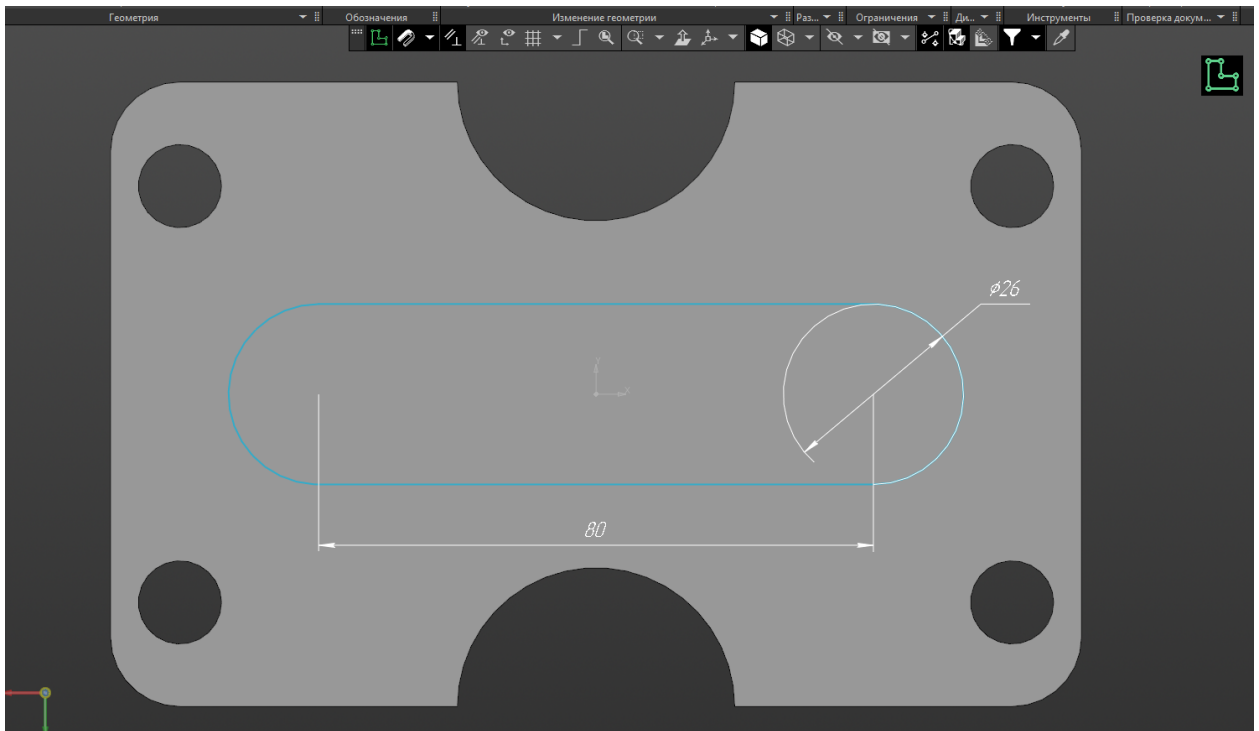 Геометрия
Обозначения
Изменение геометрии
Раз...
Ограничения
Ди...
Инструменты
Проверка докум...
⌀26
80